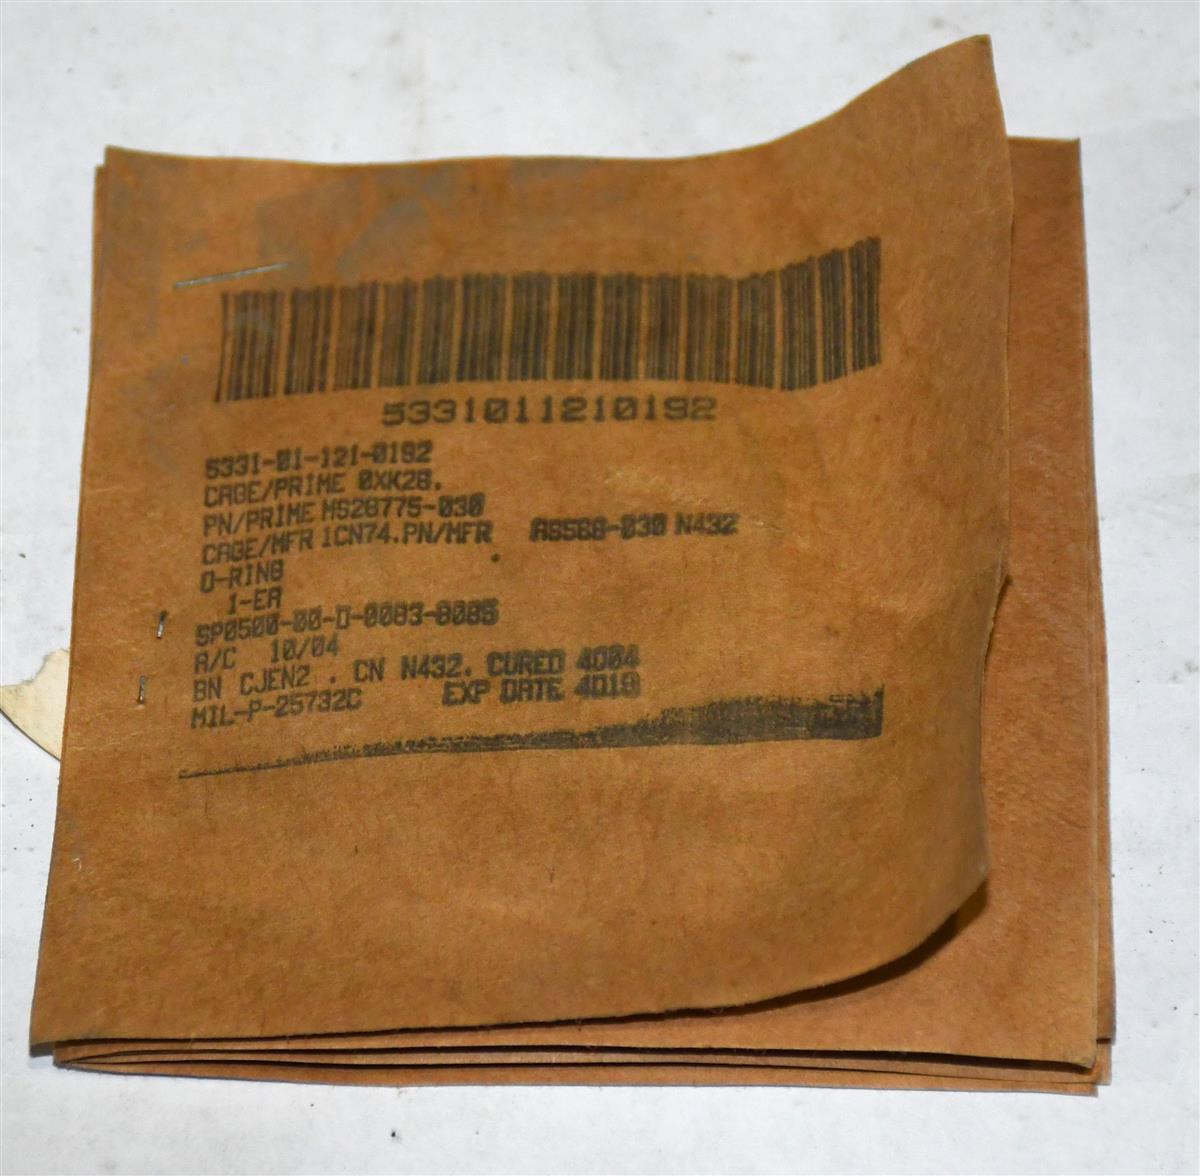 5331011210192
5331-01-121-0192
CAGE/PRIME 0XK28.
PN/PRIME MS28775-030
CAGE/MFR 1CN74.PN/MFR AS568-030 N432
O-RING
1-EA
SP0500-00-D-0083-8085
A/C 10/04
BN CJEN2 . CN N432. CURED 4Q04
MIL-P-25732C EXP DATE 4Q19